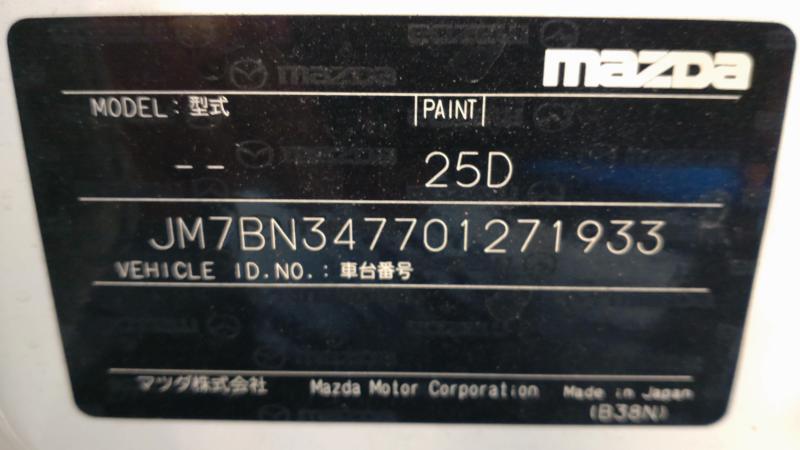 mazda
MODEL: 型式 |PAINT|
-- 25D
JM7BN347701271933
VEHICLE ID.NO.: 車台番号
マツダ株式会社 Mazda Motor Corporation Made in Japan
(B38N)